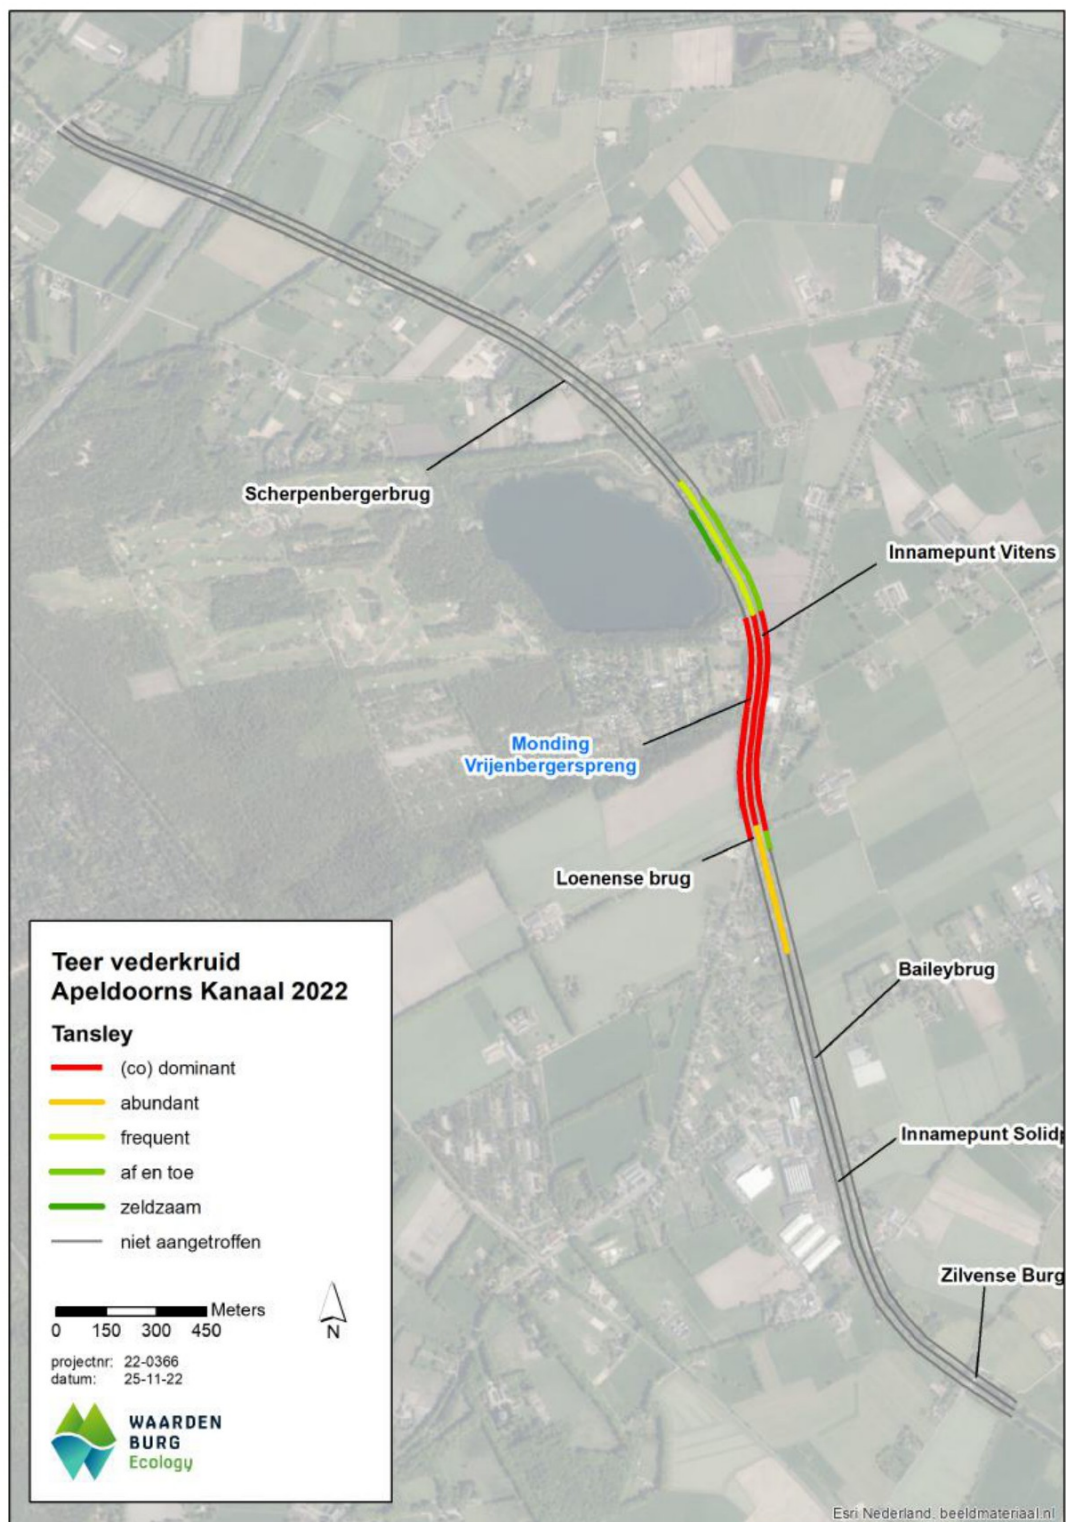 Scherpenbergerbrug
Innamepunt Vitens
Monding
Vrijenbergerspreng
Loenense brug
Baileybrug
Innamepunt Solidp
Zilvense Burg
Teer vederkruid
Apeldoorns Kanaal 2022
Tansley
(co) dominant
abundant
frequent
af en toe
zeldzaam
niet aangetroffen
Meters
0 150 300 450
N
projectnr: 22-0366
datum: 25-11-22
WAARDEN
BURG
Ecology
Esri Nederland, beeldmateriaal.nl